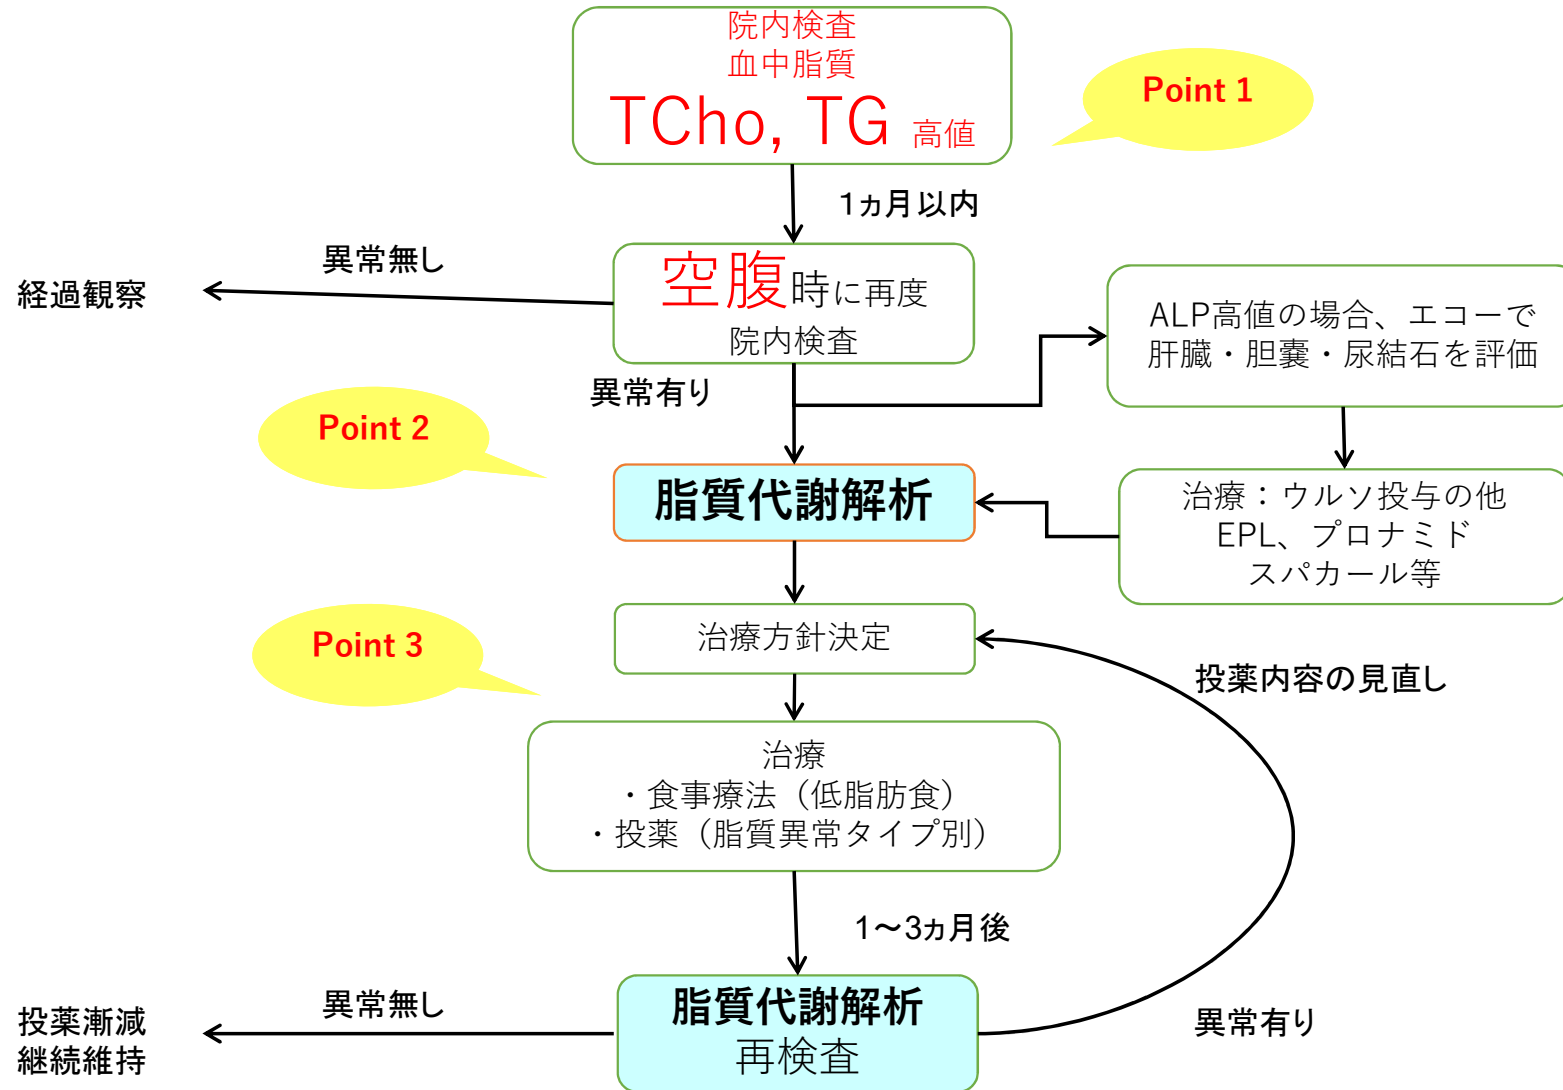 院内検査
血中脂質
TCho, TG 高値
Point 1
1ヵ月以内
異常無し
経過観察
空腹時に再度
院内検査
ALP高値の場合、エコーで
肝臓・胆嚢・尿結石を評価
異常有り
Point 2
脂質代謝解析
治療：ウルソ投与の他
EPL、プロナミド
スパカール等
治療方針決定
Point 3
投薬内容の見直し
治療
・食事療法（低脂肪食）
・投薬（脂質異常タイプ別）
1～3ヵ月後
脂質代謝解析
再検査
異常無し
投薬漸減
継続維持
異常有り